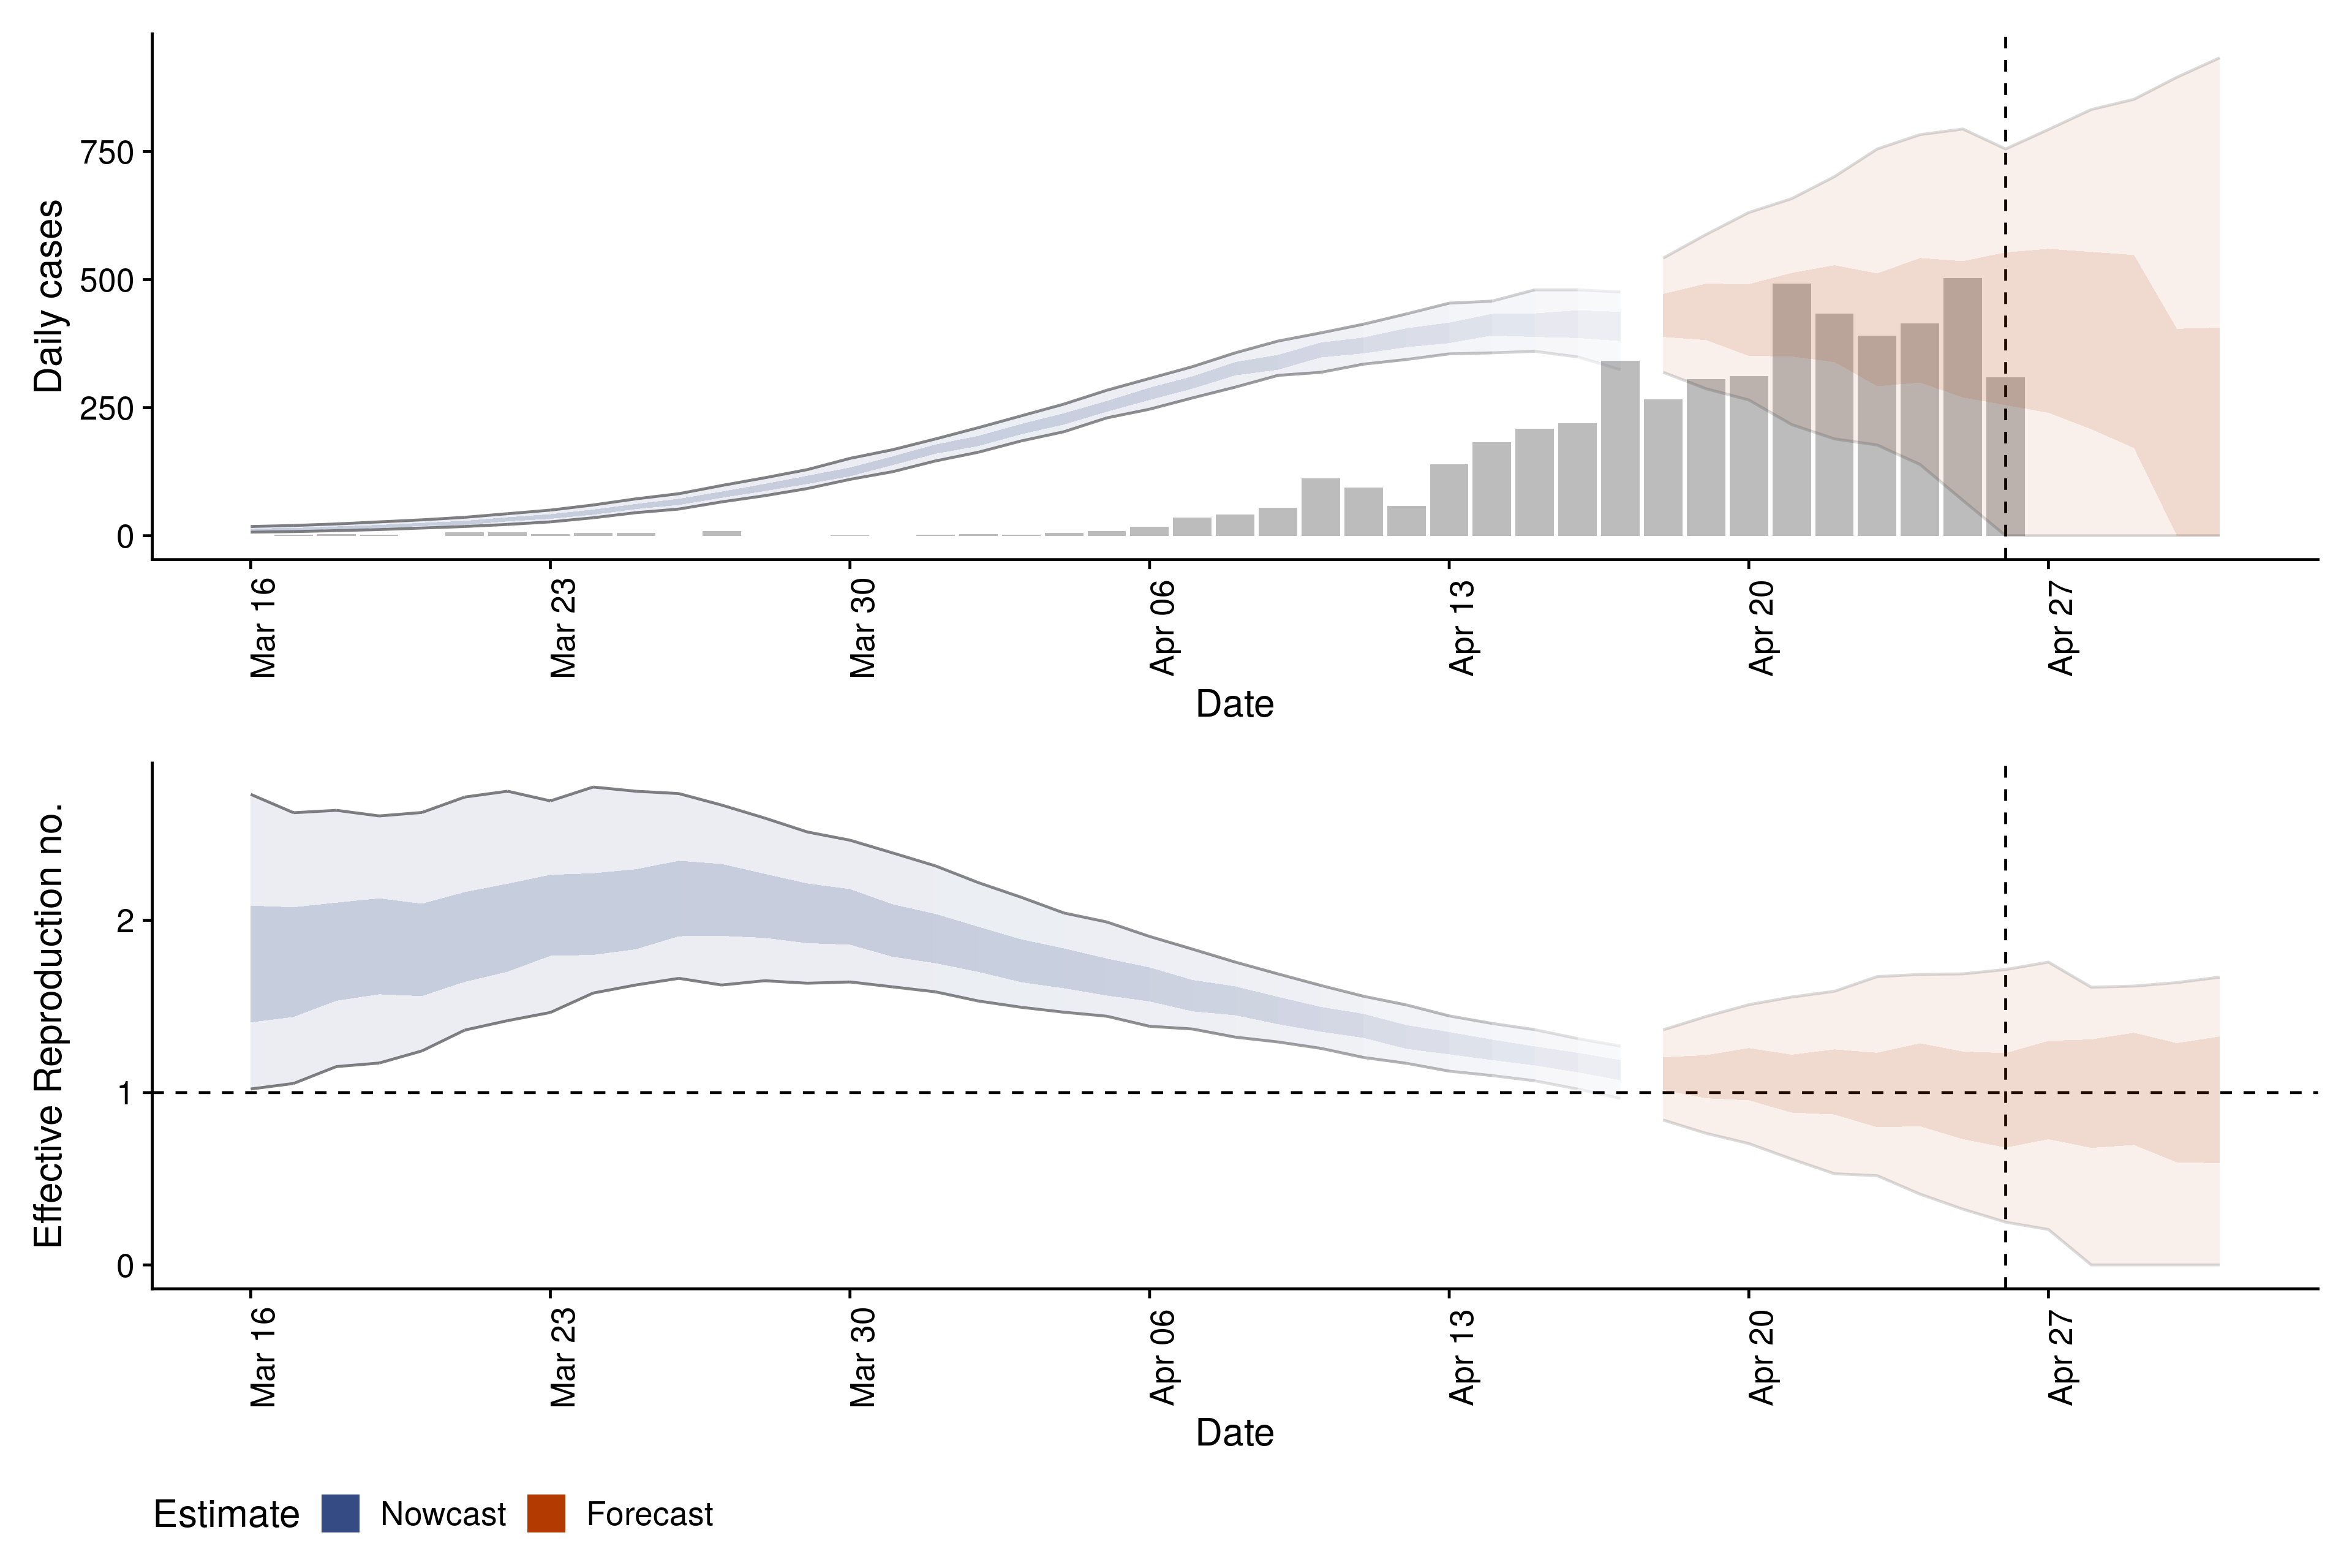 Daily cases
750
500
250
0
Mar 16
Mar 23
Mar 30
Apr 06
Apr 13
Apr 20
Apr 27
Date
Effective Reproduction no.
2
1
0
Mar 16
Mar 23
Mar 30
Apr 06
Apr 13
Apr 20
Apr 27
Date
Estimate Nowcast Forecast